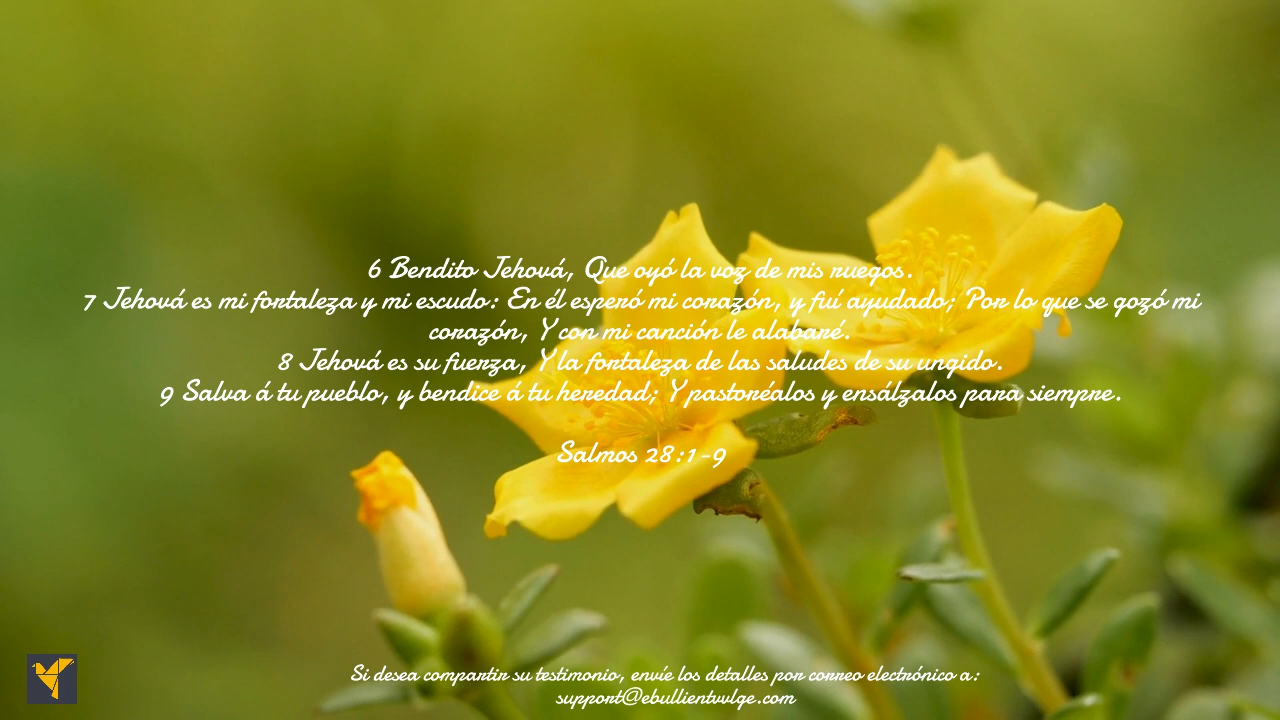 6 Bendito Jehová, Que oyó la voz de mis ruegos.
7 Jehová es mi fortaleza y mi escudo: En él esperó mi corazón, y fuí ayudado; Por lo que se gozó mi
corazón, Y con mi canción le alabaré.
8 Jehová es su fuerza, Y la fortaleza de las saludes de su ungido.
9 Salva á tu pueblo, y bendice á tu heredad; Y pastoréalos y ensálzalos para siempre.
Salmos 28:1-9
Si desea compartir su testimonio, envíe los detalles por correo electrónico a:
support@ebullientvvlge.com